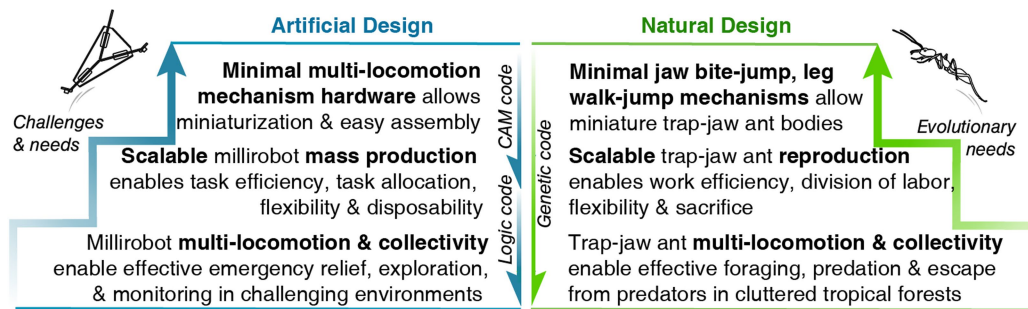 Artificial Design
Challenges
& needs
Minimal multi-locomotion
mechanism hardware allows
miniaturization & easy assembly
Scalable millirobot mass production
enables task efficiency, task allocation,
flexibility & disposability
Millirobot multi-locomotion & collectivity
enable effective emergency relief, exploration,
& monitoring in challenging environments
CAM code
Logic code
Natural Design
Genetic code
Minimal jaw bite-jump, leg
walk-jump mechanisms allow
miniature trap-jaw ant bodies
Scalable trap-jaw ant reproduction
enables work efficiency, division of labor,
flexibility & sacrifice
Trap-jaw ant multi-locomotion & collectivity
enable effective foraging, predation & escape
from predators in cluttered tropical forests
Evolutionary
needs